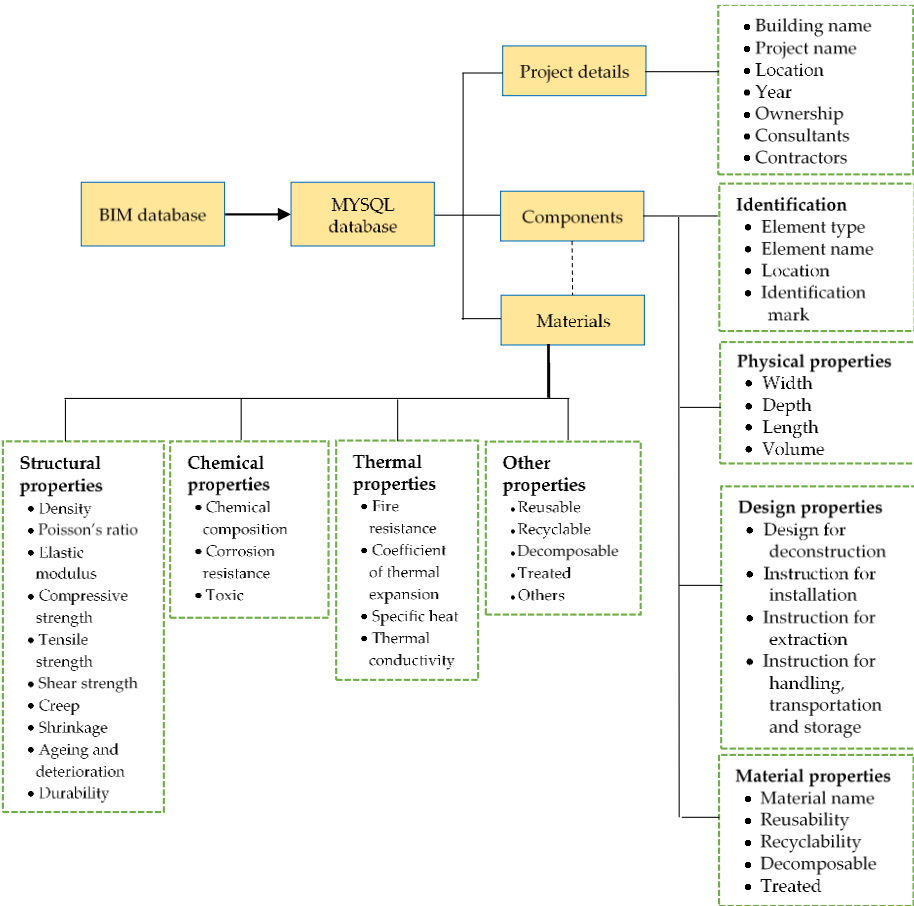 Project details
• Building name
• Project name
• Location
• Year
• Ownership
• Consultants
• Contractors
BIM database
MYSQL
database
Components
Materials
Identification
• Element type
• Element name
• Location
• Identification
mark
Physical properties
• Width
• Depth
• Length
• Volume
Design properties
• Design for
deconstruction
• Instruction for
installation
• Instruction for
extraction
• Instruction for
handling,
transportation
and storage
Material properties
• Material name
• Reusability
• Recyclability
• Decomposable
• Treated
Structural
properties
• Density
• Poisson's ratio
• Elastic
modulus
• Compressive
strength
• Tensile
strength
• Shear strength
• Creep
• Shrinkage
• Ageing and
deterioration
• Durability
Chemical
properties
• Chemical
composition
• Corrosion
resistance
• Toxic
Thermal
properties
• Fire
resistance
• Coefficient
of thermal
expansion
• Specific heat
• Thermal
conductivity
Other
properties
• Reusable
• Recyclable
• Decomposable
• Treated
• Others